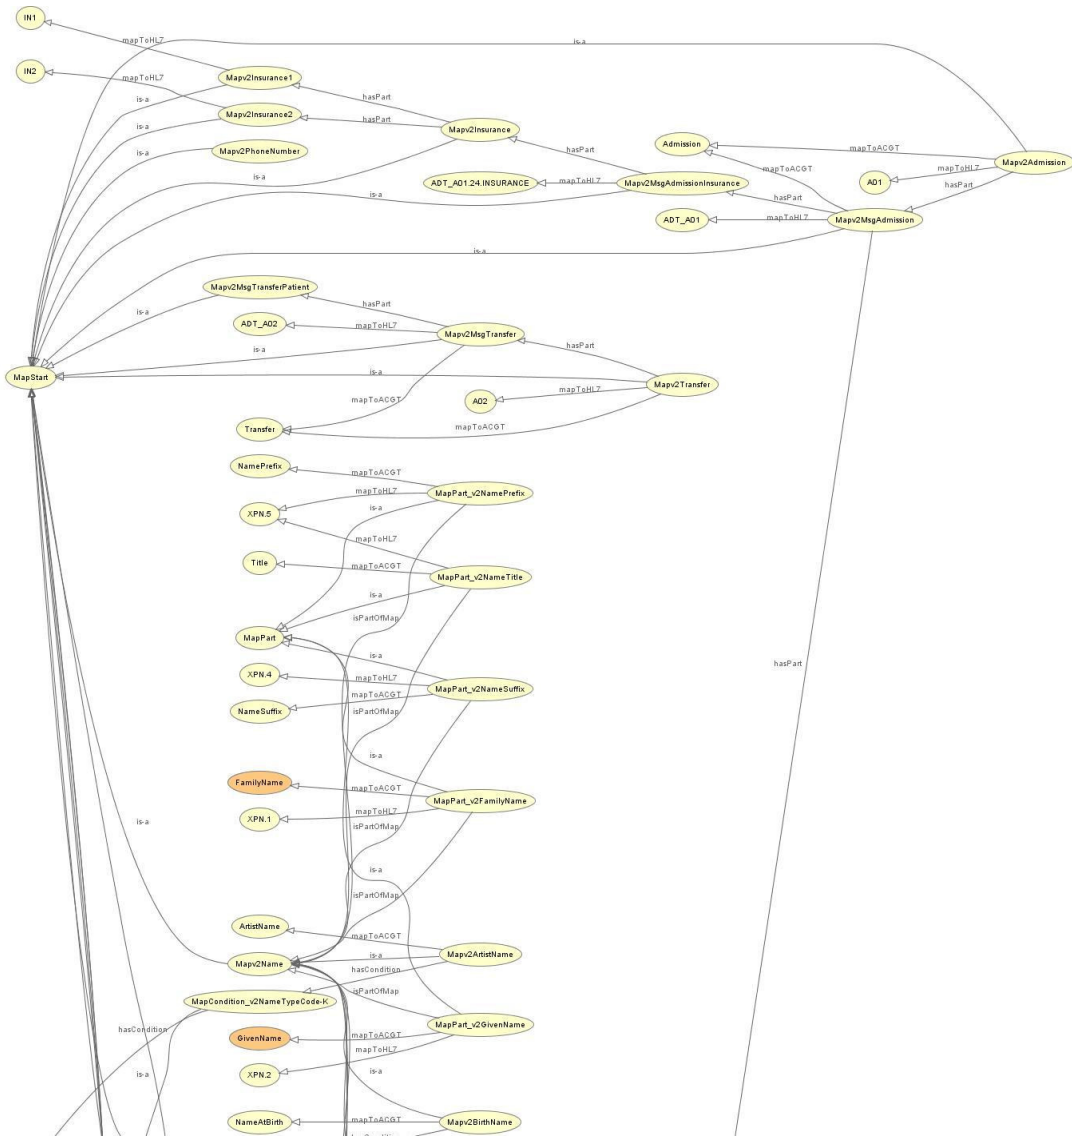 IN1
mapToHL7
is-a
IN2
mapToHL7
Mapv2Insurance1
is-a
hasPart
Mapv2Insurance2
is-a
hasPart
Mapv2Insurance
Admission
mapToACGT
Mapv2Admission
is-a
Mapv2PhoneNumber
hasPart
mapToACGT
mapToHL7
is-a
ADT_A01.24.INSURANCE
mapToHL7
Mapv2MsgAdmissionInsurance
A01
hasPart
is-a
hasPart
ADT_A01
mapToHL7
Mapv2MsgAdmission
is-a
Mapv2MsgTransferPatient
hasPart
ADT_A02
mapToHL7
Mapv2MsgTransfer
is-a
hasPart
MapStart
is-a
Mapv2Transfer
mapToHL7
mapToACGT
A02
Transfer
mapToACGT
NamePrefix
mapToACGT
mapToHL7
MapPart_v2NamePrefix
XPN.5
is-a
mapToHL7
Title
mapToACGT
MapPart_v2NameTitle
is-a
isPartOfMap
MapPart
is-a
hasPart
XPN.4
mapToHL7
MapPart_v2NameSuffix
mapToACGT
NameSuffix
isPartOfMap
is-a
FamilyName
mapToACGT
MapPart_v2FamilyName
XPN.1
mapToHL7
is-a
isPartOfMap
is-a
isPartOfMap
ArtistName
mapToACGT
Mapv2ArtistName
Mapv2Name
is-a
hasCondition
MapCondition_v2NameTypeCode-K
isPartOfMap
hasCondition
MapPart_v2GivenName
GivenName
mapToACGT
mapToHL7
XPN.2
is-a
is-a
NameAtBirth
mapToACGT
Mapv2BirthName